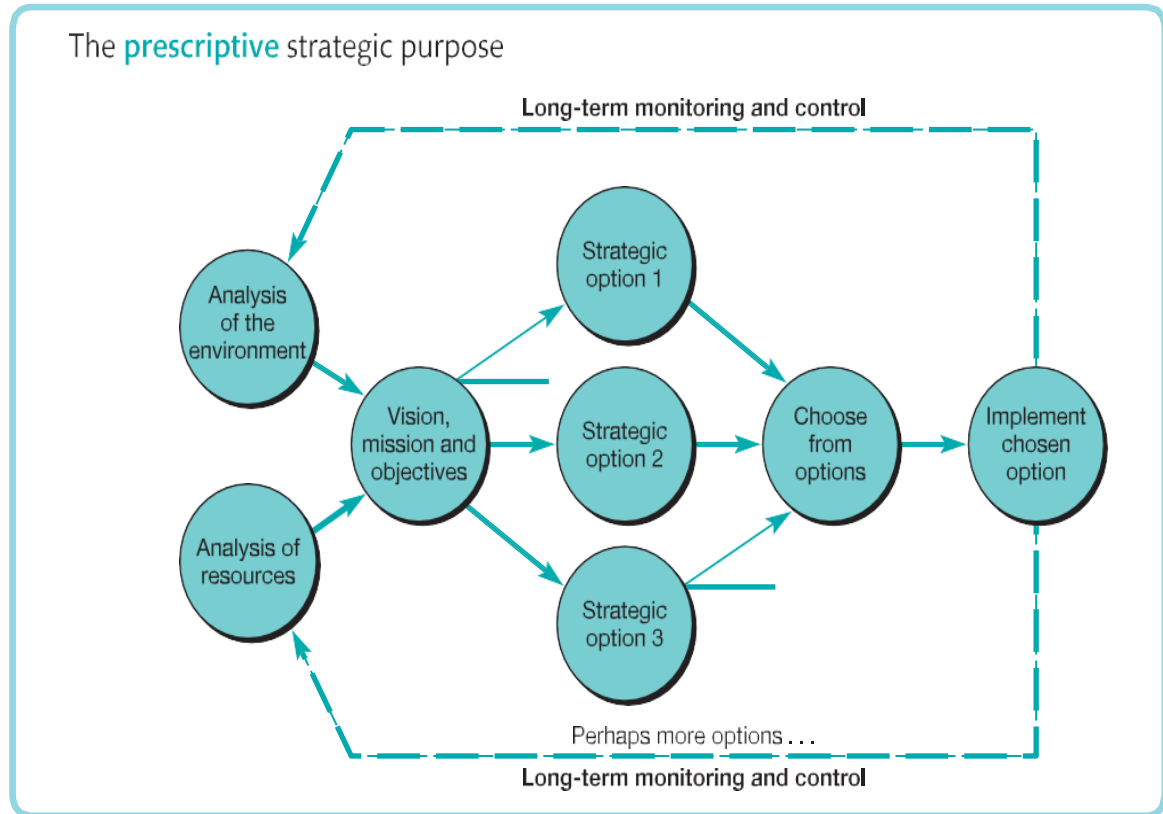 The prescriptive strategic purpose
Long-term monitoring and control
Analysis
of the
environment
Analysis of
resources
Vision,
mission and
objectives
Strategic
option 1
Strategic
option 2
Strategic
option 3
Choose
from
options
Implement
chosen
option
Perhaps more options . . .
Long-term monitoring and control